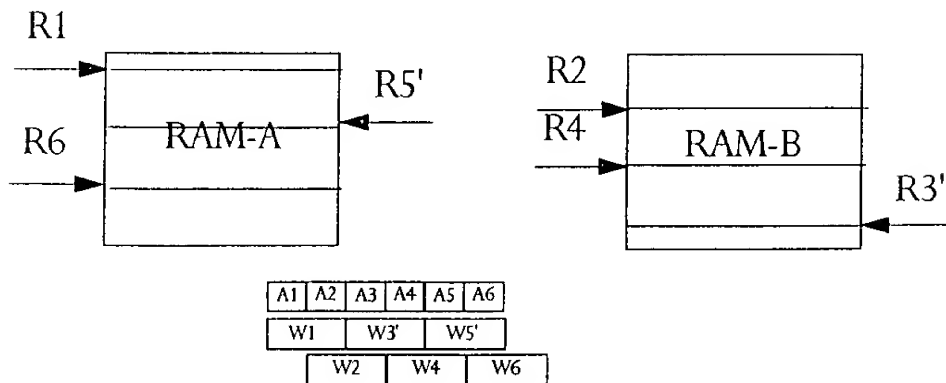 R1
R5'
RAM-A
R6
R2
R4
RAM-B
R3'
A1 A2 A3 A4 A5 A6
W1 W3' W5'
W2 W4 W6